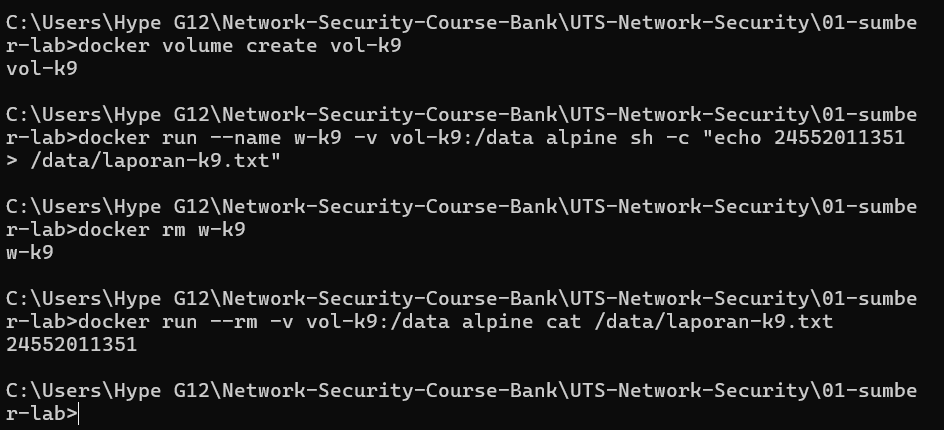 C:\Users\Hype G12\Network-Security-Course-Bank\UTS-Network-Security\01-sumbe
r-lab>docker volume create vol-k9
vol-k9
C:\Users\Hype G12\Network-Security-Course-Bank\UTS-Network-Security\01-sumbe
r-lab>docker run --name w-k9 -v vol-k9:/data alpine sh -c "echo 24552011351
> /data/laporan-k9.txt"
C:\Users\Hype G12\Network-Security-Course-Bank\UTS-Network-Security\01-sumbe
r-lab>docker rm w-k9
w-k9
C:\Users\Hype G12\Network-Security-Course-Bank\UTS-Network-Security\01-sumbe
r-lab>docker run --rm -v vol-k9:/data alpine cat /data/laporan-k9.txt
24552011351
C:\Users\Hype G12\Network-Security-Course-Bank\UTS-Network-Security\01-sumbe
r-lab>